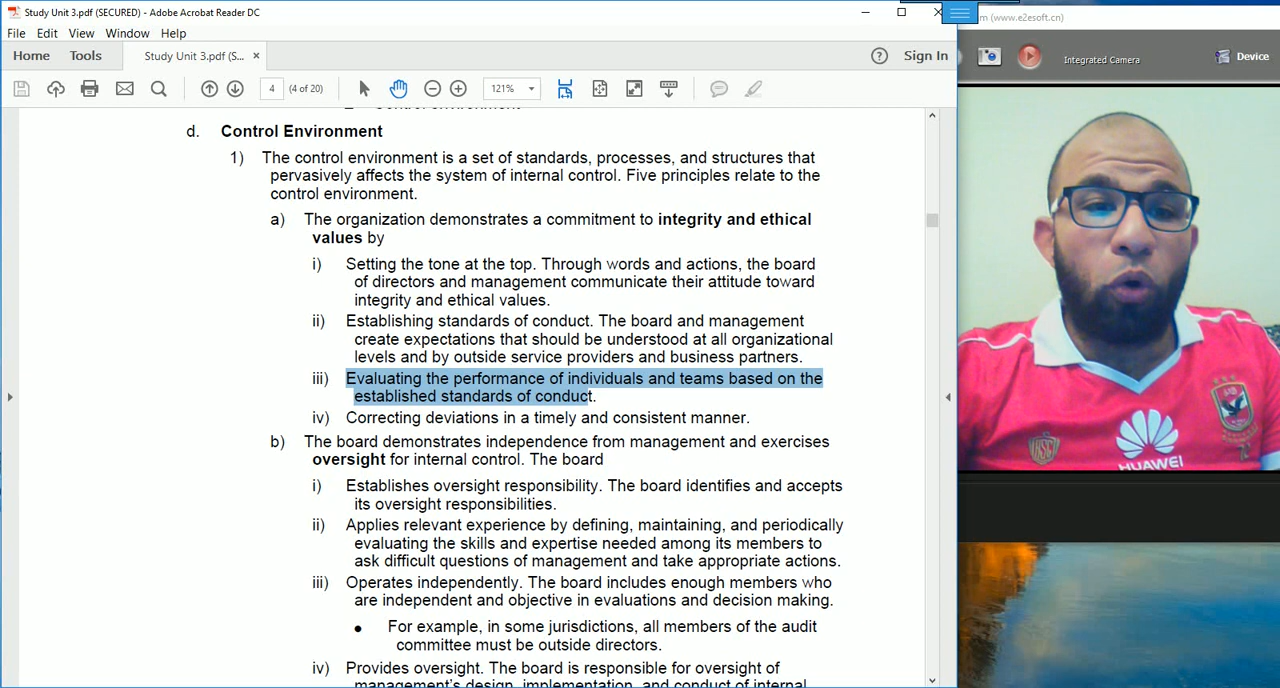 Study Unit 3.pdf (SECURED) - Adobe Acrobat Reader DC
m (www.e2esoft.cn)
File Edit View Window Help
Home Tools Study Unit 3.pdf (S... × Sign In
Integrated Camera Device
4 (4 of 20) 121%
d. Control Environment
1) The control environment is a set of standards, processes, and structures that
pervasively affects the system of internal control. Five principles relate to the
control environment.
a) The organization demonstrates a commitment to integrity and ethical
values by
i) Setting the tone at the top. Through words and actions, the board
of directors and management communicate their attitude toward
integrity and ethical values.
ii) Establishing standards of conduct. The board and management
create expectations that should be understood at all organizational
levels and by outside service providers and business partners.
iii) Evaluating the performance of individuals and teams based on the
established standards of conduct.
iv) Correcting deviations in a timely and consistent manner.
b) The board demonstrates independence from management and exercises
oversight for internal control. The board
i) Establishes oversight responsibility. The board identifies and accepts
its oversight responsibilities.
ii) Applies relevant experience by defining, maintaining, and periodically
evaluating the skills and expertise needed among its members to
ask difficult questions of management and take appropriate actions.
iii) Operates independently. The board includes enough members who
are independent and objective in evaluations and decision making.
● For example, in some jurisdictions, all members of the audit
committee must be outside directors.
iv) Provides oversight. The board is responsible for oversight of
management's design, implementation, and conduct of internal
HUAWEI